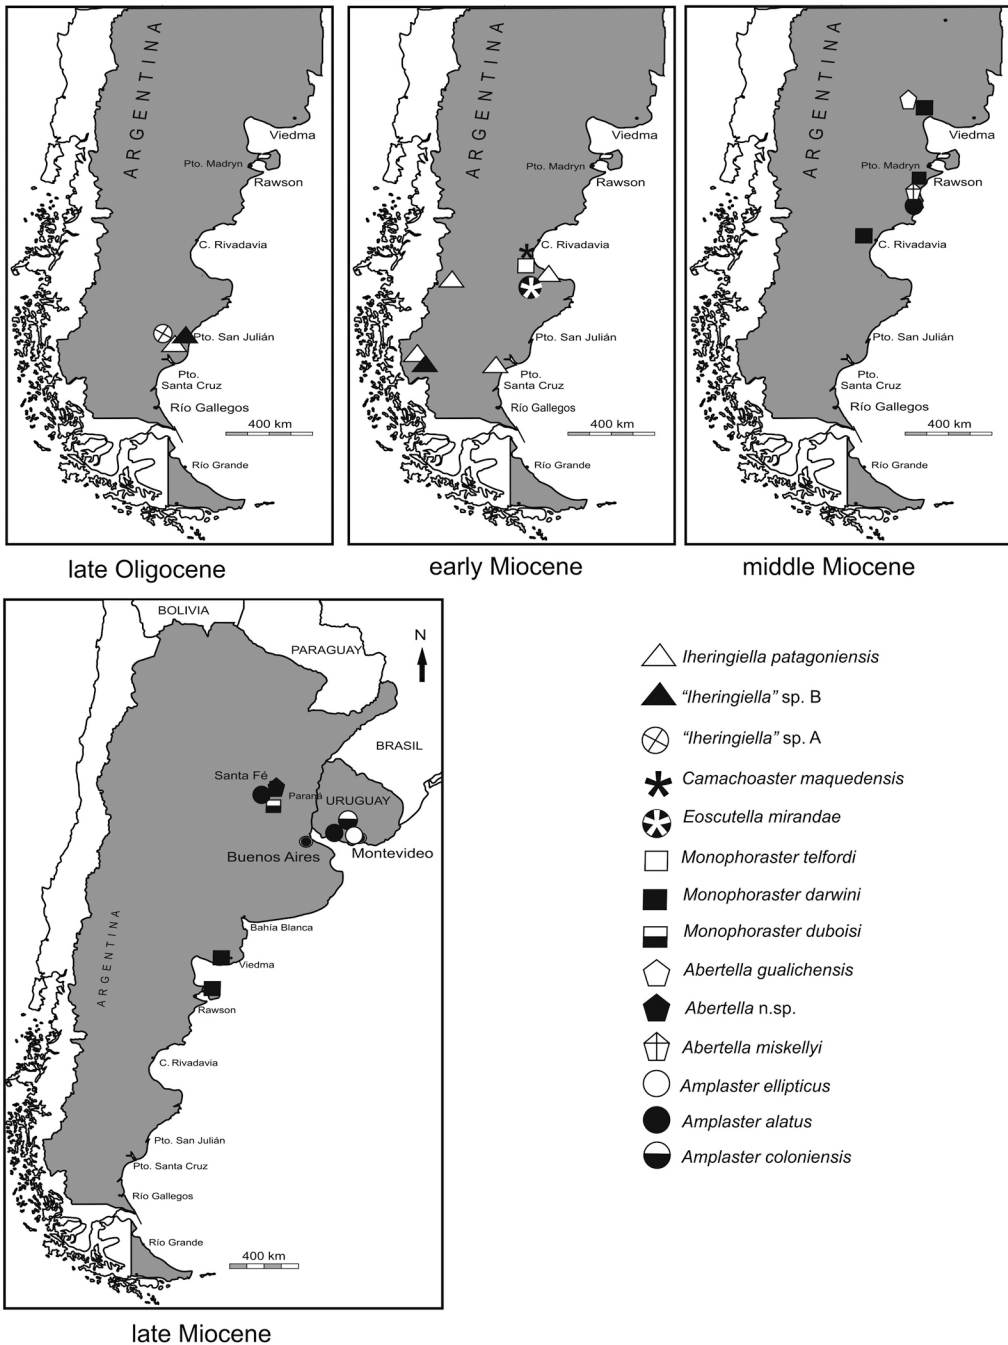 ARGENTINA
Viedma
Pto. Madryn
Rawson
C. Rivadavia
Pto. San Julián
Pto.
Santa Cruz
Río Gallegos
400 km
Río Grande
late Oligocene
ARGENTINA
Viedma
Pto. Madryn
Rawson
C. Rivadavia
Pto. San Julián
Pto.
Santa Cruz
Río Gallegos
400 km
Río Grande
early Miocene
ARGENTINA
Viedma
Pto. Madryn
Rawson
C. Rivadavia
Pto. San Julián
Pto.
Santa Cruz
Río Gallegos
400 km
Río Grande
middle Miocene
BOLIVIA
PARAGUAY
N
BRASIL
Santa Fé
Paraná
URUGUAY
Buenos Aires
Montevideo
ARGENTINA
Bahía Blanca
Viedma
Rawson
C. Rivadavia
Pto. San Julián
Pto. Santa Cruz
Río Gallegos
Río Grande
400 km
late Miocene
Iheringiella patagoniensis
“Iheringiella” sp. B
“Iheringiella” sp. A
Camachoaster maquedensis
Eoscutella mirandae
Monophoraster telfordi
Monophoraster darwini
Monophoraster duboisi
Abertella gualichensis
Abertella n.sp.
Abertella miskellyi
Amplaster ellipticus
Amplaster alatus
Amplaster coloniensis